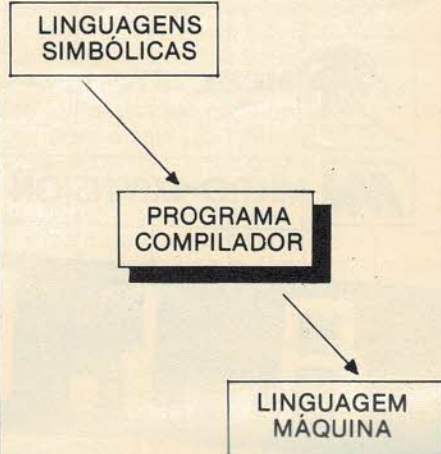 LINGUAGENS
SIMBÓLICAS
PROGRAMA
COMPILADOR
LINGUAGEM
MÁQUINA